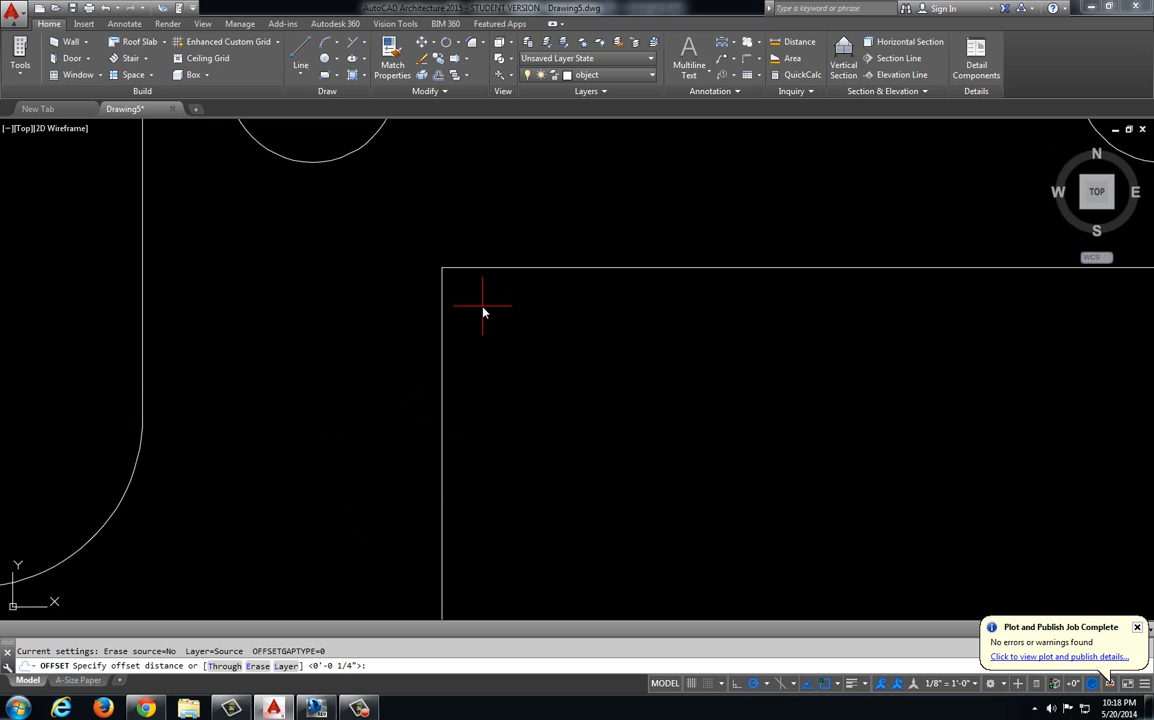 AutoCAD Architecture 2015 - STUDENT VERSION Drawing5.dwg
Type a keyword or phrase
Sign In
Home Insert Annotate Render View Manage Add-ins Autodesk 360 Vision Tools BIM 360 Featured Apps
Tools
Wall
Roof Slab
Enhanced Custom Grid
Door
Stair
Ceiling Grid
Window
Space
Box
Build
Line
Draw
Match
Properties
Modify
View
Unsaved Layer State
object
Layers
Multiline
Text
Annotation
Distance
Area
QuickCalc
Inquiry
Vertical
Section
Horizontal Section
Section Line
Elevation Line
Section & Elevation
Detail
Components
Details
New Tab
Drawing5*
[−][Top][2D Wireframe]
N
W
TOP
E
S
WCS
Y
X
Plot and Publish Job Complete
No errors or warnings found
Click to view plot and publish details...
Current settings: Erase source=No Layer=Source OFFSETGAPTYPE=0
OFFSET Specify offset distance or [Through Erase Layer] <0'-0 1/4">:
Model
A-Size Paper
MODEL
1/8" = 1'-0"
+0"
10:18 PM
5/20/2014